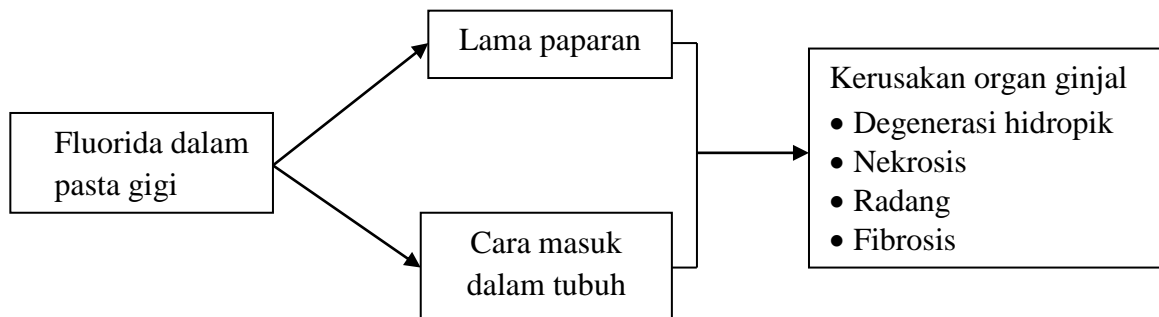 Fluorida dalam
pasta gigi
Lama paparan
Cara masuk
dalam tubuh
Kerusakan organ ginjal
• Degenerasi hidropik
• Nekrosis
• Radang
• Fibrosis